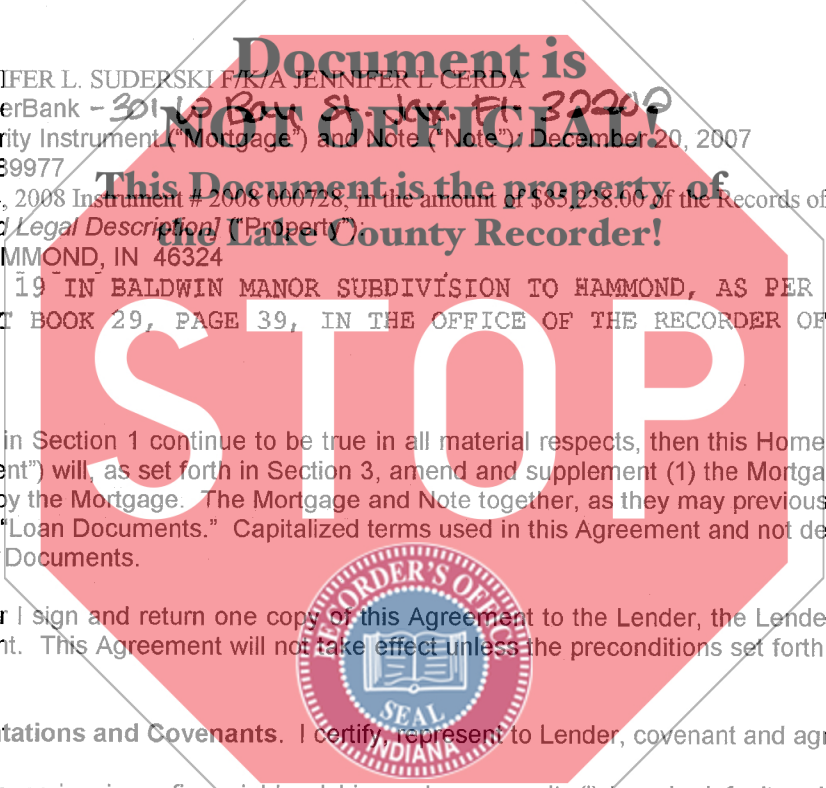 Document is
IFER L. SUDERSKI F/K/A JENNIFER L CERDA
erBank - 301 W Bay St. Jax. Fl. 32202
NOT OFFICIAL!
rity Instrument ("Mortgage") and Note ("Note"): December 20, 2007
39977
This Document is the property of
, 2008 Instrument # 2008 000728, in the amount of $85,238.00 of the Records of
the Lake County Recorder!
d Legal Description] ("Property"):
MMOND, IN 46324
19 IN BALDWIN MANOR SUBDIVISION TO HAMMOND, AS PER
T BOOK 29, PAGE 39, IN THE OFFICE OF THE RECORDER OF
STOP
in Section 1 continue to be true in all material respects, then this Home
ent") will, as set forth in Section 3, amend and supplement (1) the Mortga
by the Mortgage. The Mortgage and Note together, as they may previous
"Loan Documents." Capitalized terms used in this Agreement and not de
Documents.
RECORDER'S OFFICE
r I sign and return one copy of this Agreement to the Lender, the Lende
nt. This Agreement will not take effect unless the preconditions set forth
SEAL
INDIANA
tations and Covenants. I certify, represent to Lender, covenant and agr